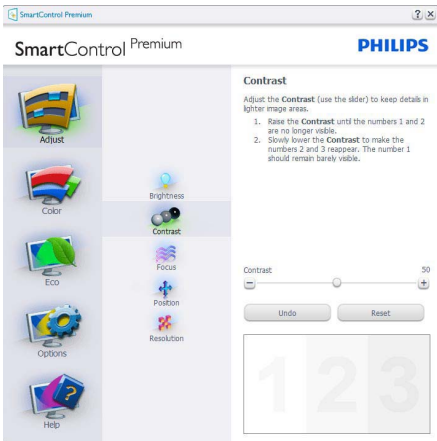 SmartControl Premium
? X
SmartControl Premium
PHILIPS
Adjust
Color
Eco
Options
Help
Brightness
Contrast
Focus
Position
Resolution
Contrast
Adjust the Contrast (use the slider) to keep details in
lighter image areas.
1. Raise the Contrast until the numbers 1 and 2
are no longer visible.
2. Slowly lower the Contrast to make the
numbers 2 and 3 reappear. The number 1
should remain barely visible.
Contrast 50
Undo Reset
1 2 3